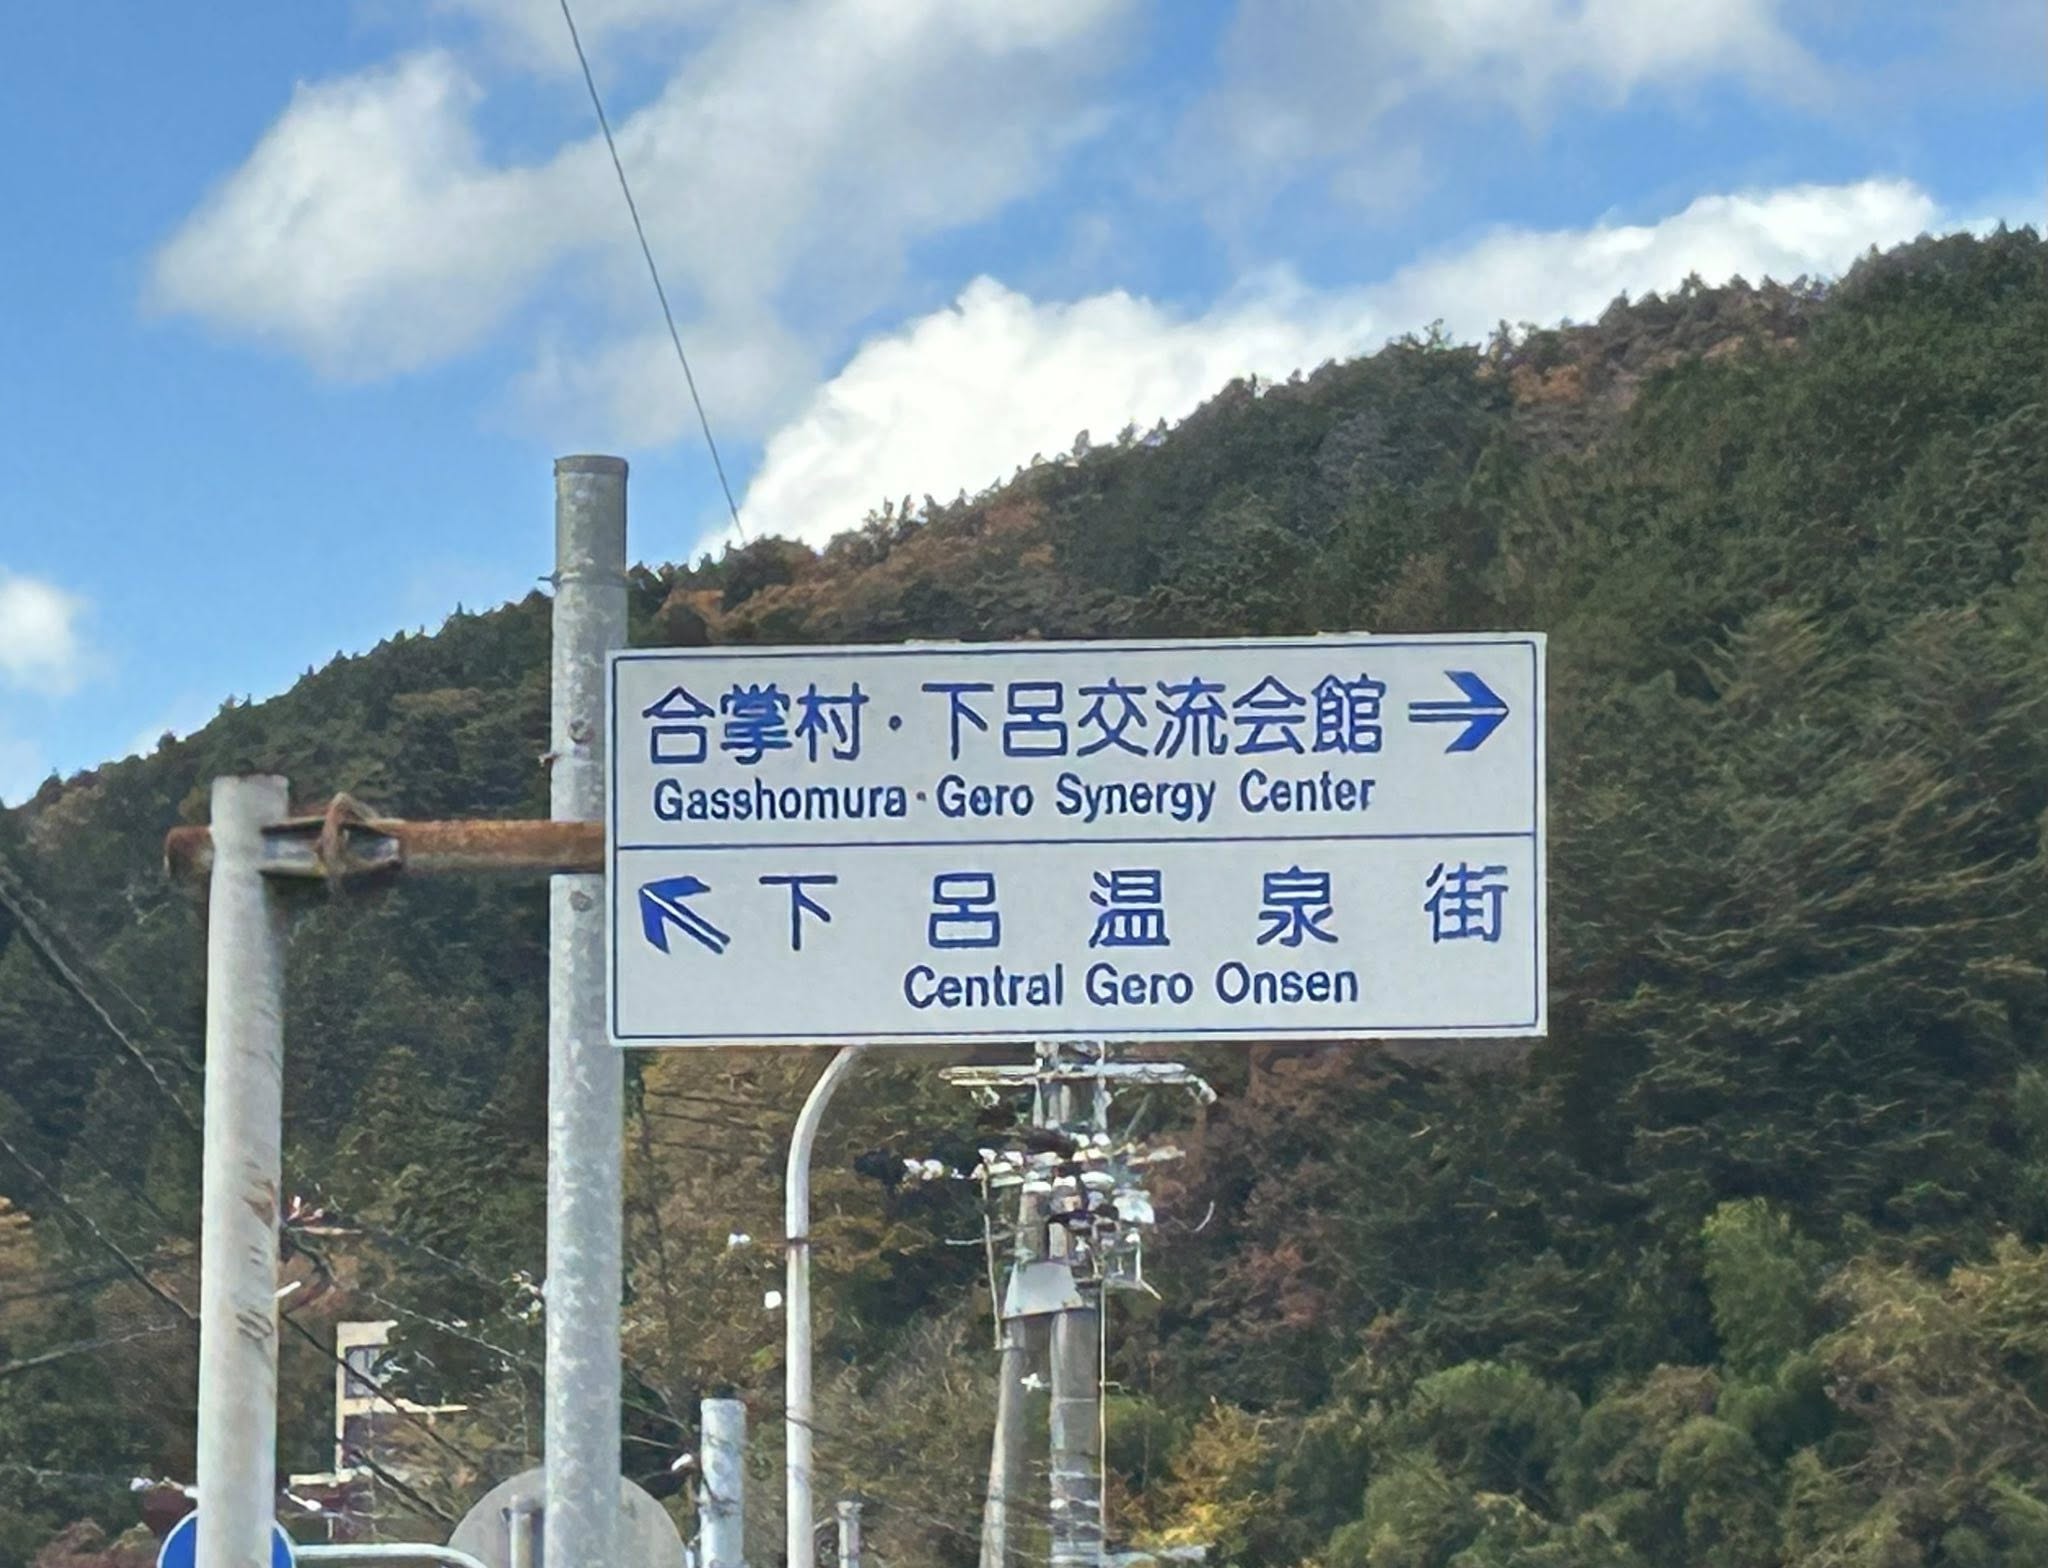 合掌村・下呂交流会館→
Gasshomura・Gero Synergy Center
↖下呂温泉街
Central Gero Onsen